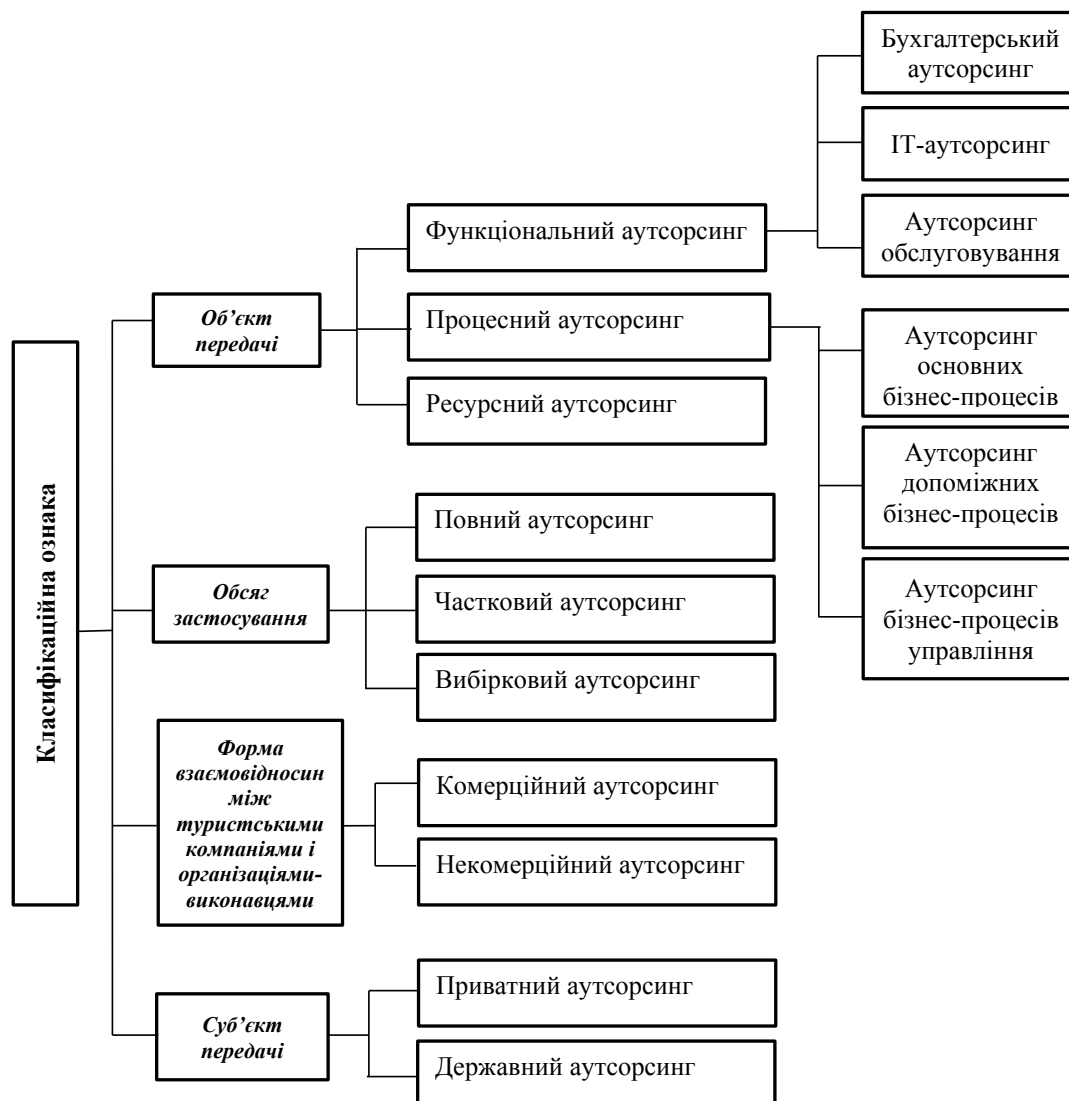 Класифікаційна ознака
Об’єкт
передачі
Функціональний аутсорсинг
Бухгалтерський
аутсорсинг
ІТ-аутсорсинг
Аутсорсинг
обслуговування
Процесний аутсорсинг
Аутсорсинг
основних
бізнес-процесів
Аутсорсинг
допоміжних
бізнес-процесів
Аутсорсинг
бізнес-процесів
управління
Ресурсний аутсорсинг
Обсяг
застосування
Повний аутсорсинг
Частковий аутсорсинг
Вибірковий аутсорсинг
Форма
взаємовідносин
між
туристськими
компаніями і
організаціями-
виконавцями
Комерційний аутсорсинг
Некомерційний аутсорсинг
Суб’єкт
передачі
Приватний аутсорсинг
Державний аутсорсинг